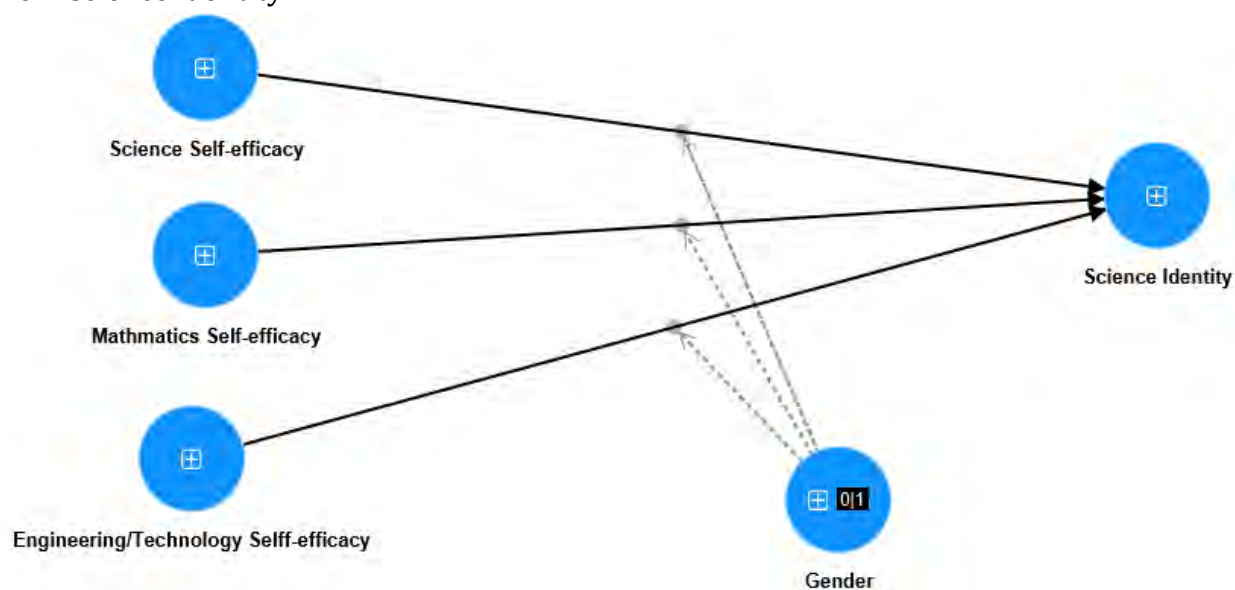 Science Self-efficacy
Science Identity
Mathmatics Self-efficacy
0|1
Engineering/Technology Selff-efficacy
Gender